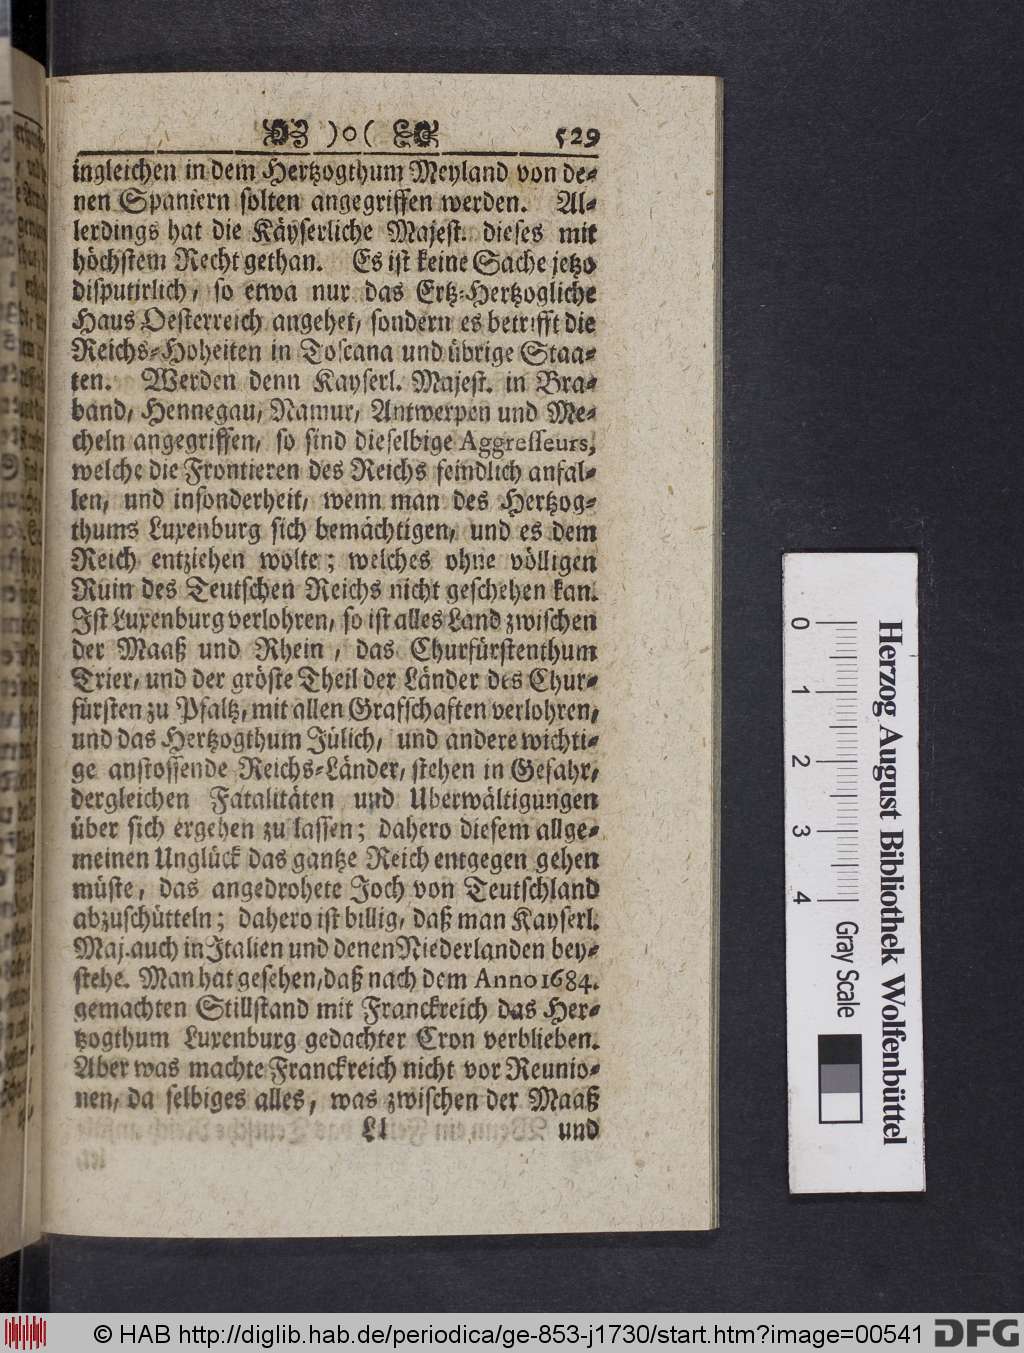 )o( 529
ingleichen in dem Hertzogthum Meyland von de-
nen Spaniern solten angegriffen werden. Al-
lerdings hat die Käyserliche Majest. dieses mit
höchstem Recht gethan. Es ist keine Sache jetzo
disputirlich, so etwa nur das Ertz-Hertzogliche
Haus Oesterreich angehet, sondern es betrifft die
Reichs-Hoheiten in Toscana und übrige Staa-
ten. Werden denn Kayserl. Majest. in Bra-
band, Hennegau, Namur, Antwerpen und Me-
cheln angegriffen, so sind dieselbige Aggresseurs,
welche die Frontieren des Reichs feindlich anfal-
len, und insonderheit, wenn man des Hertzog-
thums Luxenburg sich bemächtigen, und es dem
Reich entziehen wolte; welches ohne völligen
Ruin des Teutschen Reichs nicht geschehen kan.
Ist Luxenburg verlohren, so ist alles Land zwischen
der Maaß und Rhein, das Churfürstenthum
Trier, und der gröste Theil der Länder des Chur-
fürsten zu Pfaltz, mit allen Grafschaften verlohren,
und das Hertzogthum Jülich, und andere wichti-
ge anstossende Reichs-Länder, stehen in Gefahr,
dergleichen Fatalitäten und Uberwältigungen
über sich ergehen zu lassen; dahero diesem allge-
meinen Unglück das gantze Reich entgegen gehen
müste, das angedrohete Joch von Teutschland
abzuschütteln; dahero ist billig, daß man Kayserl.
Maj. auch in Italien und denen Niederlanden bey-
stehe. Man hat gesehen, daß nach dem Anno 1684.
gemachten Stillstand mit Franckreich das Her-
tzogthum Luxenburg gedachter Cron verblieben.
Aber was machte Franckreich nicht vor Reunio-
nen, da selbiges alles, was zwischen der Maaß
Ll und
0 1 2 3 4
Gray Scale
Herzog August Bibliothek Wolfenbüttel
© HAB http://diglib.hab.de/periodica/ge-853-j1730/start.htm?image=00541 DFG